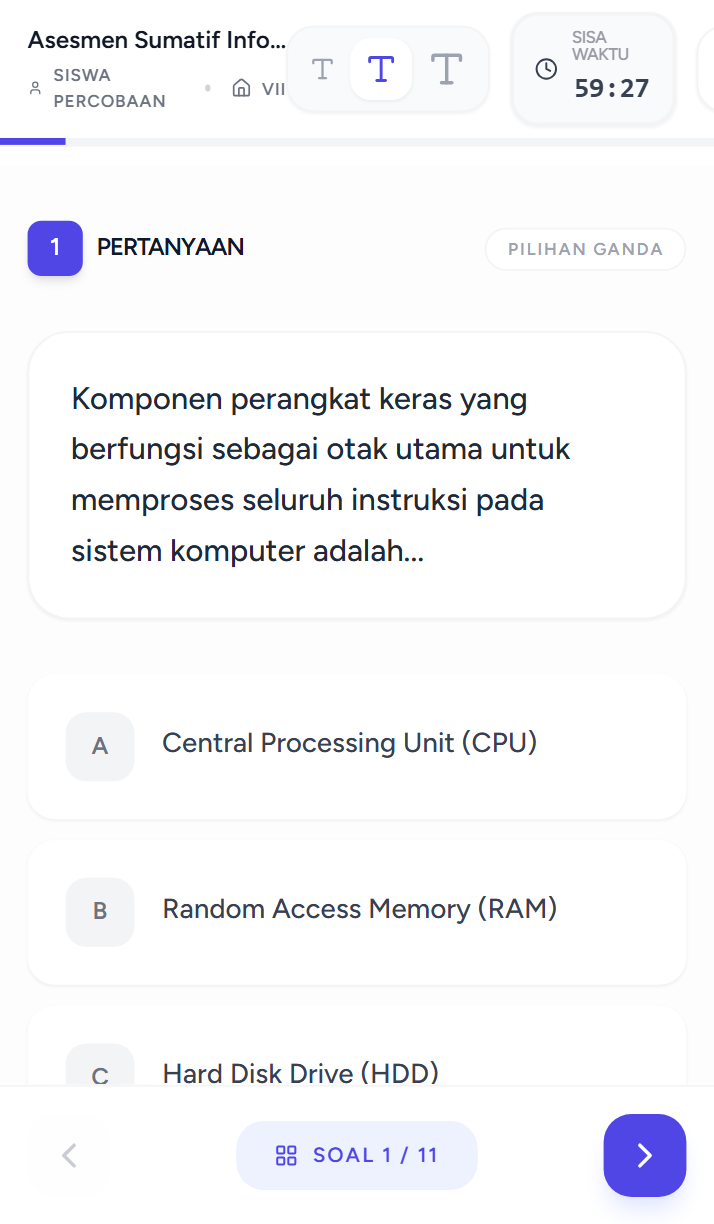 Asesmen Sumatif Info...
SISWA
PERCOBAAN
VII
T T T
SISA
WAKTU
59:27
1 PERTANYAAN
PILIHAN GANDA
Komponen perangkat keras yang
berfungsi sebagai otak utama untuk
memproses seluruh instruksi pada
sistem komputer adalah...
A Central Processing Unit (CPU)
B Random Access Memory (RAM)
C Hard Disk Drive (HDD)
SOAL 1 / 11